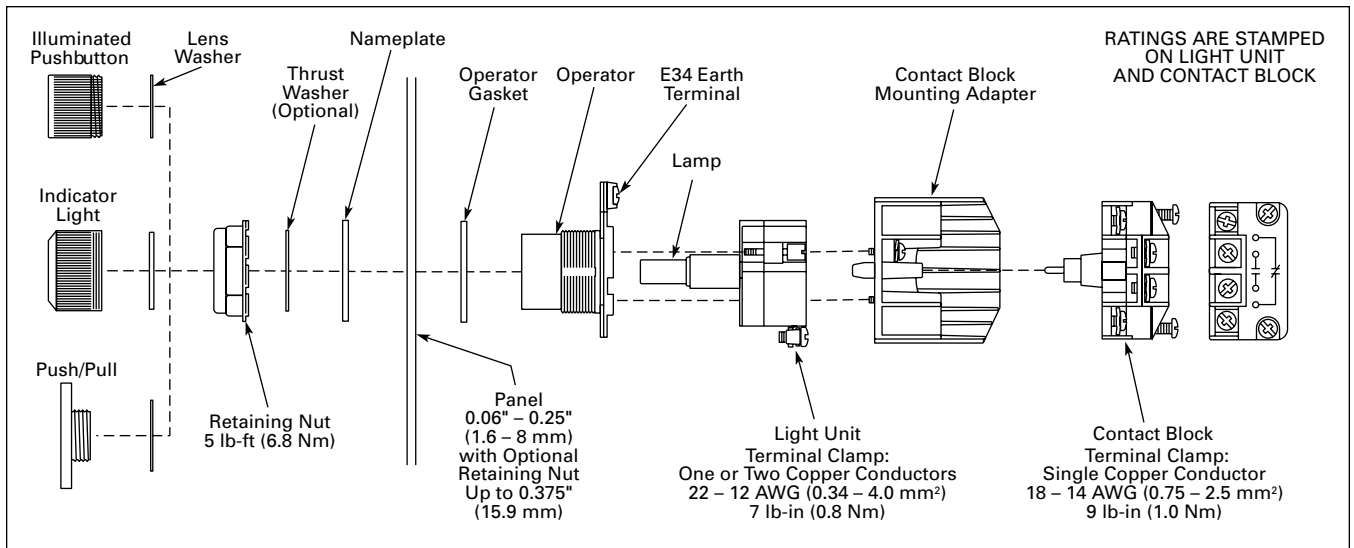 Illuminated
Pushbutton
Lens
Washer
Thrust
Washer
(Optional)
Nameplate
Operator
Gasket
Operator
E34 Earth
Terminal
Lamp
Contact Block
Mounting Adapter
RATINGS ARE STAMPED
ON LIGHT UNIT
AND CONTACT BLOCK
Indicator
Light
Push/Pull
Retaining Nut
5 lb-ft (6.8 Nm)
Panel
0.06" – 0.25"
(1.6 – 8 mm)
with Optional
Retaining Nut
Up to 0.375"
(15.9 mm)
Light Unit
Terminal Clamp:
One or Two Copper Conductors
22 – 12 AWG (0.34 – 4.0 mm²)
7 lb-in (0.8 Nm)
Contact Block
Terminal Clamp:
Single Copper Conductor
18 – 14 AWG (0.75 – 2.5 mm²)
9 lb-in (1.0 Nm)